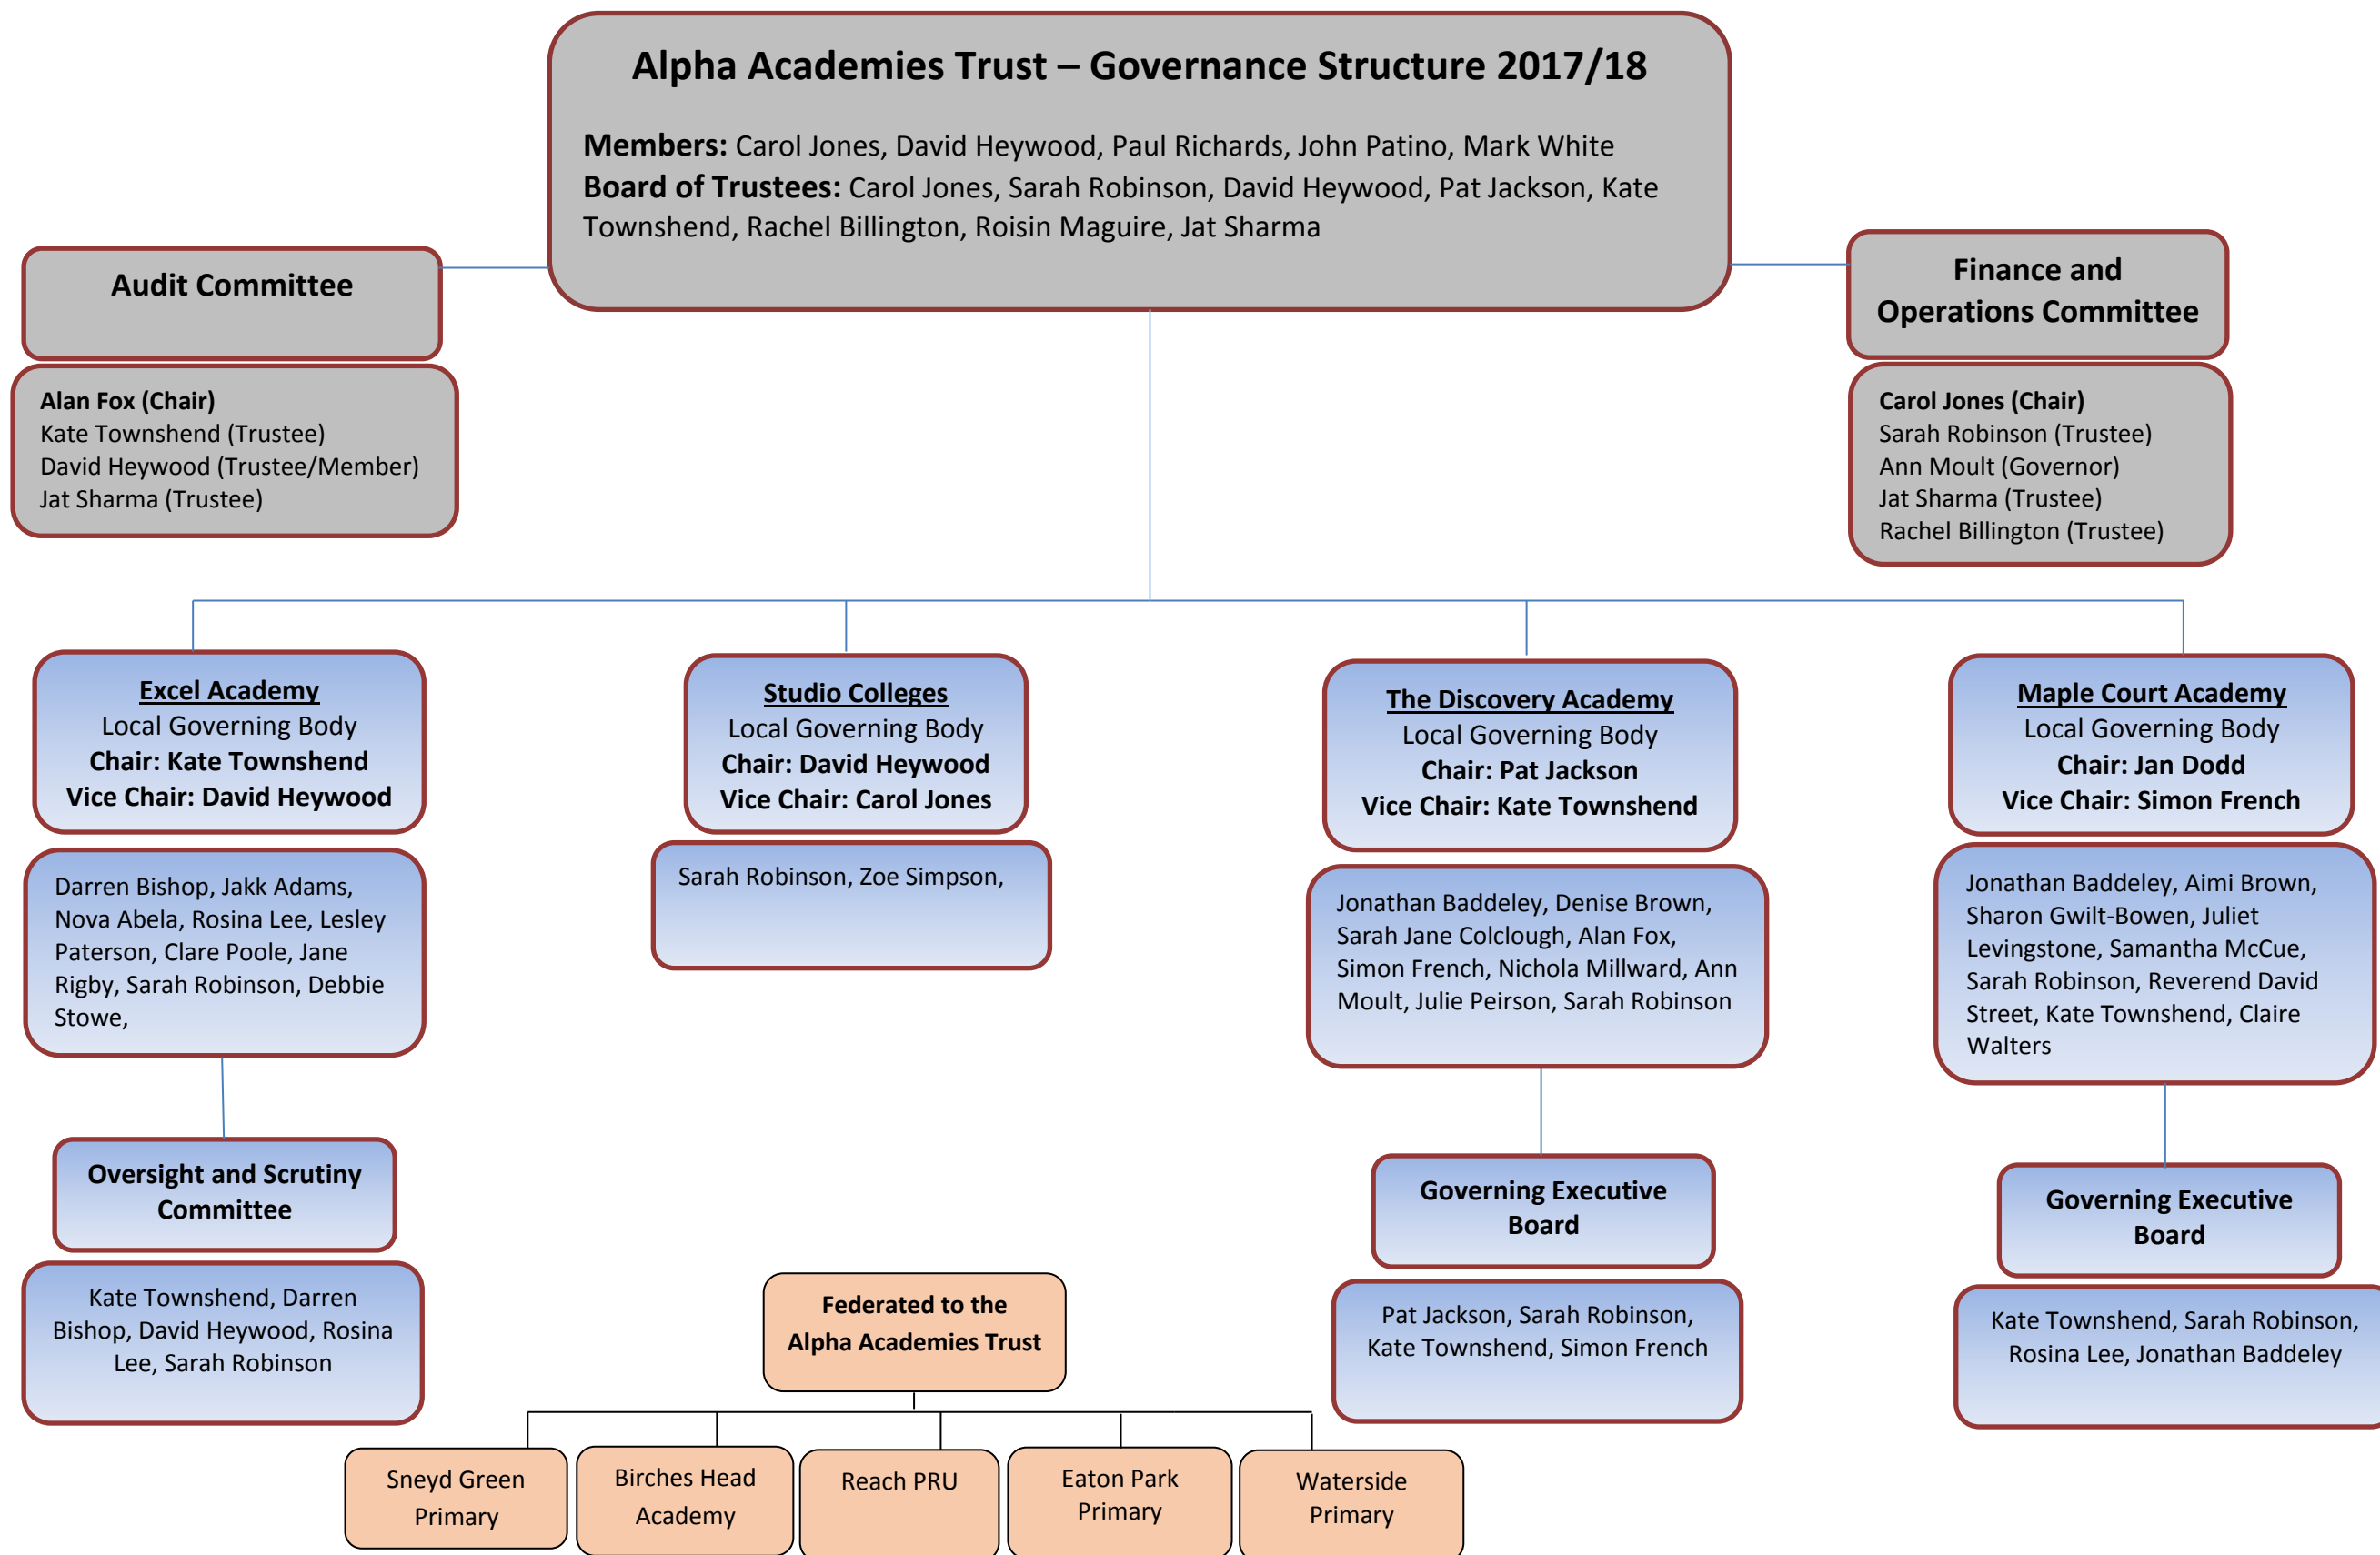 Alpha Academies Trust – Governance Structure 2017/18
Members: Carol Jones, David Heywood, Paul Richards, John Patino, Mark White
Board of Trustees: Carol Jones, Sarah Robinson, David Heywood, Pat Jackson, Kate
Townshend, Rachel Billington, Roisin Maguire, Jat Sharma
Audit Committee
Alan Fox (Chair)
Kate Townshend (Trustee)
David Heywood (Trustee/Member)
Jat Sharma (Trustee)
Finance and
Operations Committee
Carol Jones (Chair)
Sarah Robinson (Trustee)
Ann Moult (Governor)
Jat Sharma (Trustee)
Rachel Billington (Trustee)
Excel Academy
Local Governing Body
Chair: Kate Townshend
Vice Chair: David Heywood
Darren Bishop, Jakk Adams,
Nova Abela, Rosina Lee, Lesley
Paterson, Clare Poole, Jane
Rigby, Sarah Robinson, Debbie
Stowe,
Oversight and Scrutiny
Committee
Kate Townshend, Darren
Bishop, David Heywood, Rosina
Lee, Sarah Robinson
Studio Colleges
Local Governing Body
Chair: David Heywood
Vice Chair: Carol Jones
Sarah Robinson, Zoe Simpson,
The Discovery Academy
Local Governing Body
Chair: Pat Jackson
Vice Chair: Kate Townshend
Jonathan Baddeley, Denise Brown,
Sarah Jane Colclough, Alan Fox,
Simon French, Nichola Millward, Ann
Moult, Julie Peirson, Sarah Robinson
Governing Executive
Board
Pat Jackson, Sarah Robinson,
Kate Townshend, Simon French
Maple Court Academy
Local Governing Body
Chair: Jan Dodd
Vice Chair: Simon French
Jonathan Baddeley, Aimi Brown,
Sharon Gwilt-Bowen, Juliet
Levingstone, Samantha McCue,
Sarah Robinson, Reverend David
Street, Kate Townshend, Claire
Walters
Governing Executive
Board
Kate Townshend, Sarah Robinson,
Rosina Lee, Jonathan Baddeley
Federated to the
Alpha Academies Trust
Sneyd Green
Primary
Birches Head
Academy
Reach PRU
Eaton Park
Primary
Waterside
Primary